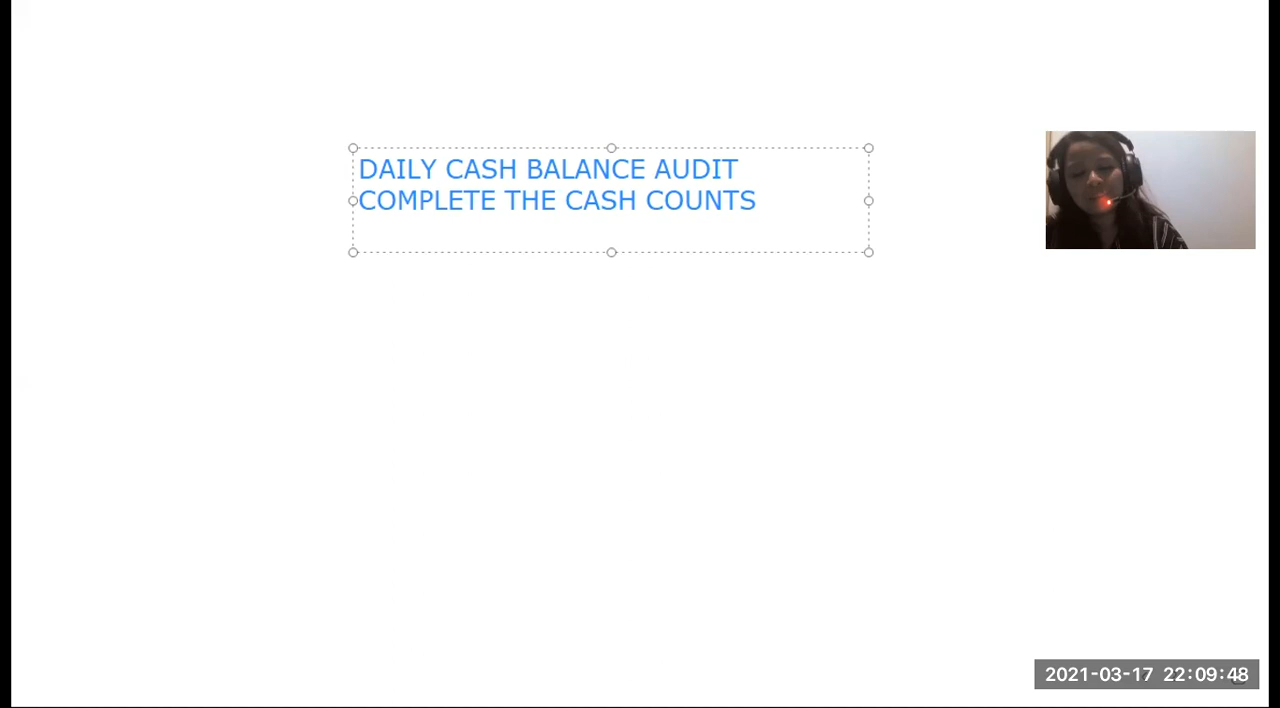 DAILY CASH BALANCE AUDIT
COMPLETE THE CASH COUNTS
2021-03-17 22:09:48